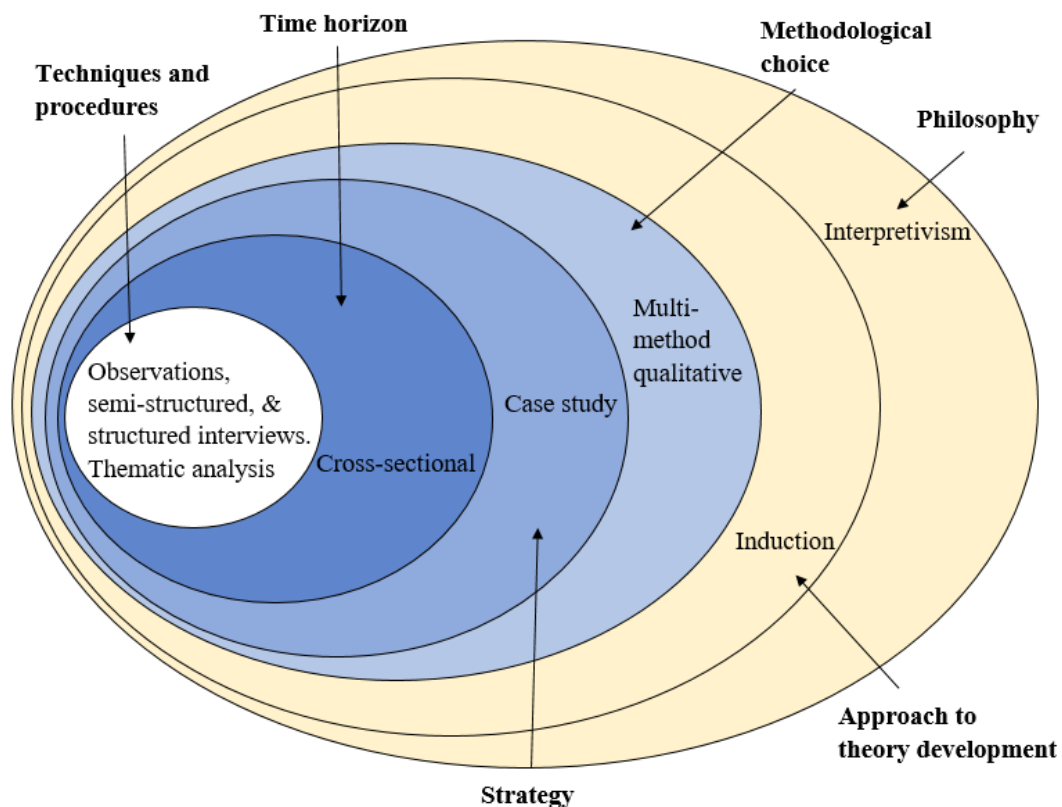 Time horizon
Methodological
choice
Techniques and
procedures
Philosophy
Interpretivism
Multi-
method
qualitative
Observations,
semi-structured, &
structured interviews.
Thematic analysis
Case study
Cross-sectional
Induction
Approach to
theory development
Strategy